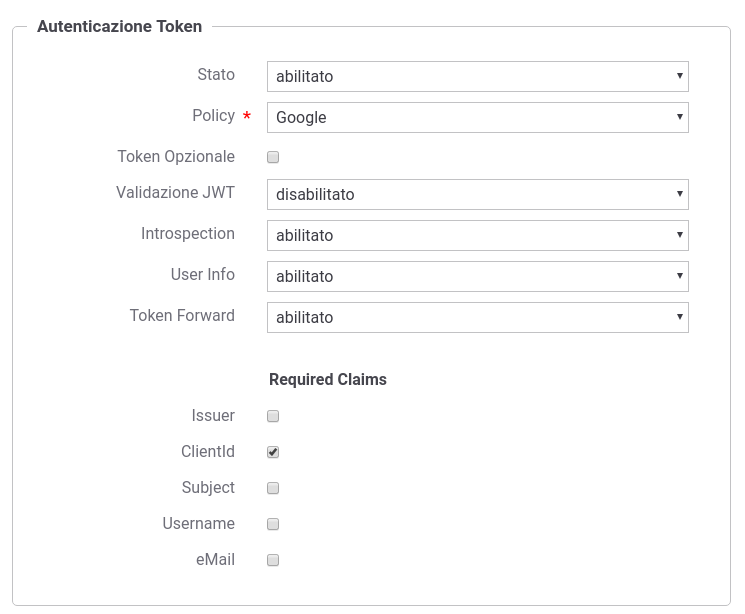 Autenticazione Token
Stato abilitato
Policy * Google
Token Opzionale
Validazione JWT disabilitato
Introspection abilitato
User Info abilitato
Token Forward abilitato
Required Claims
Issuer
ClientId
Subject
Username
eMail